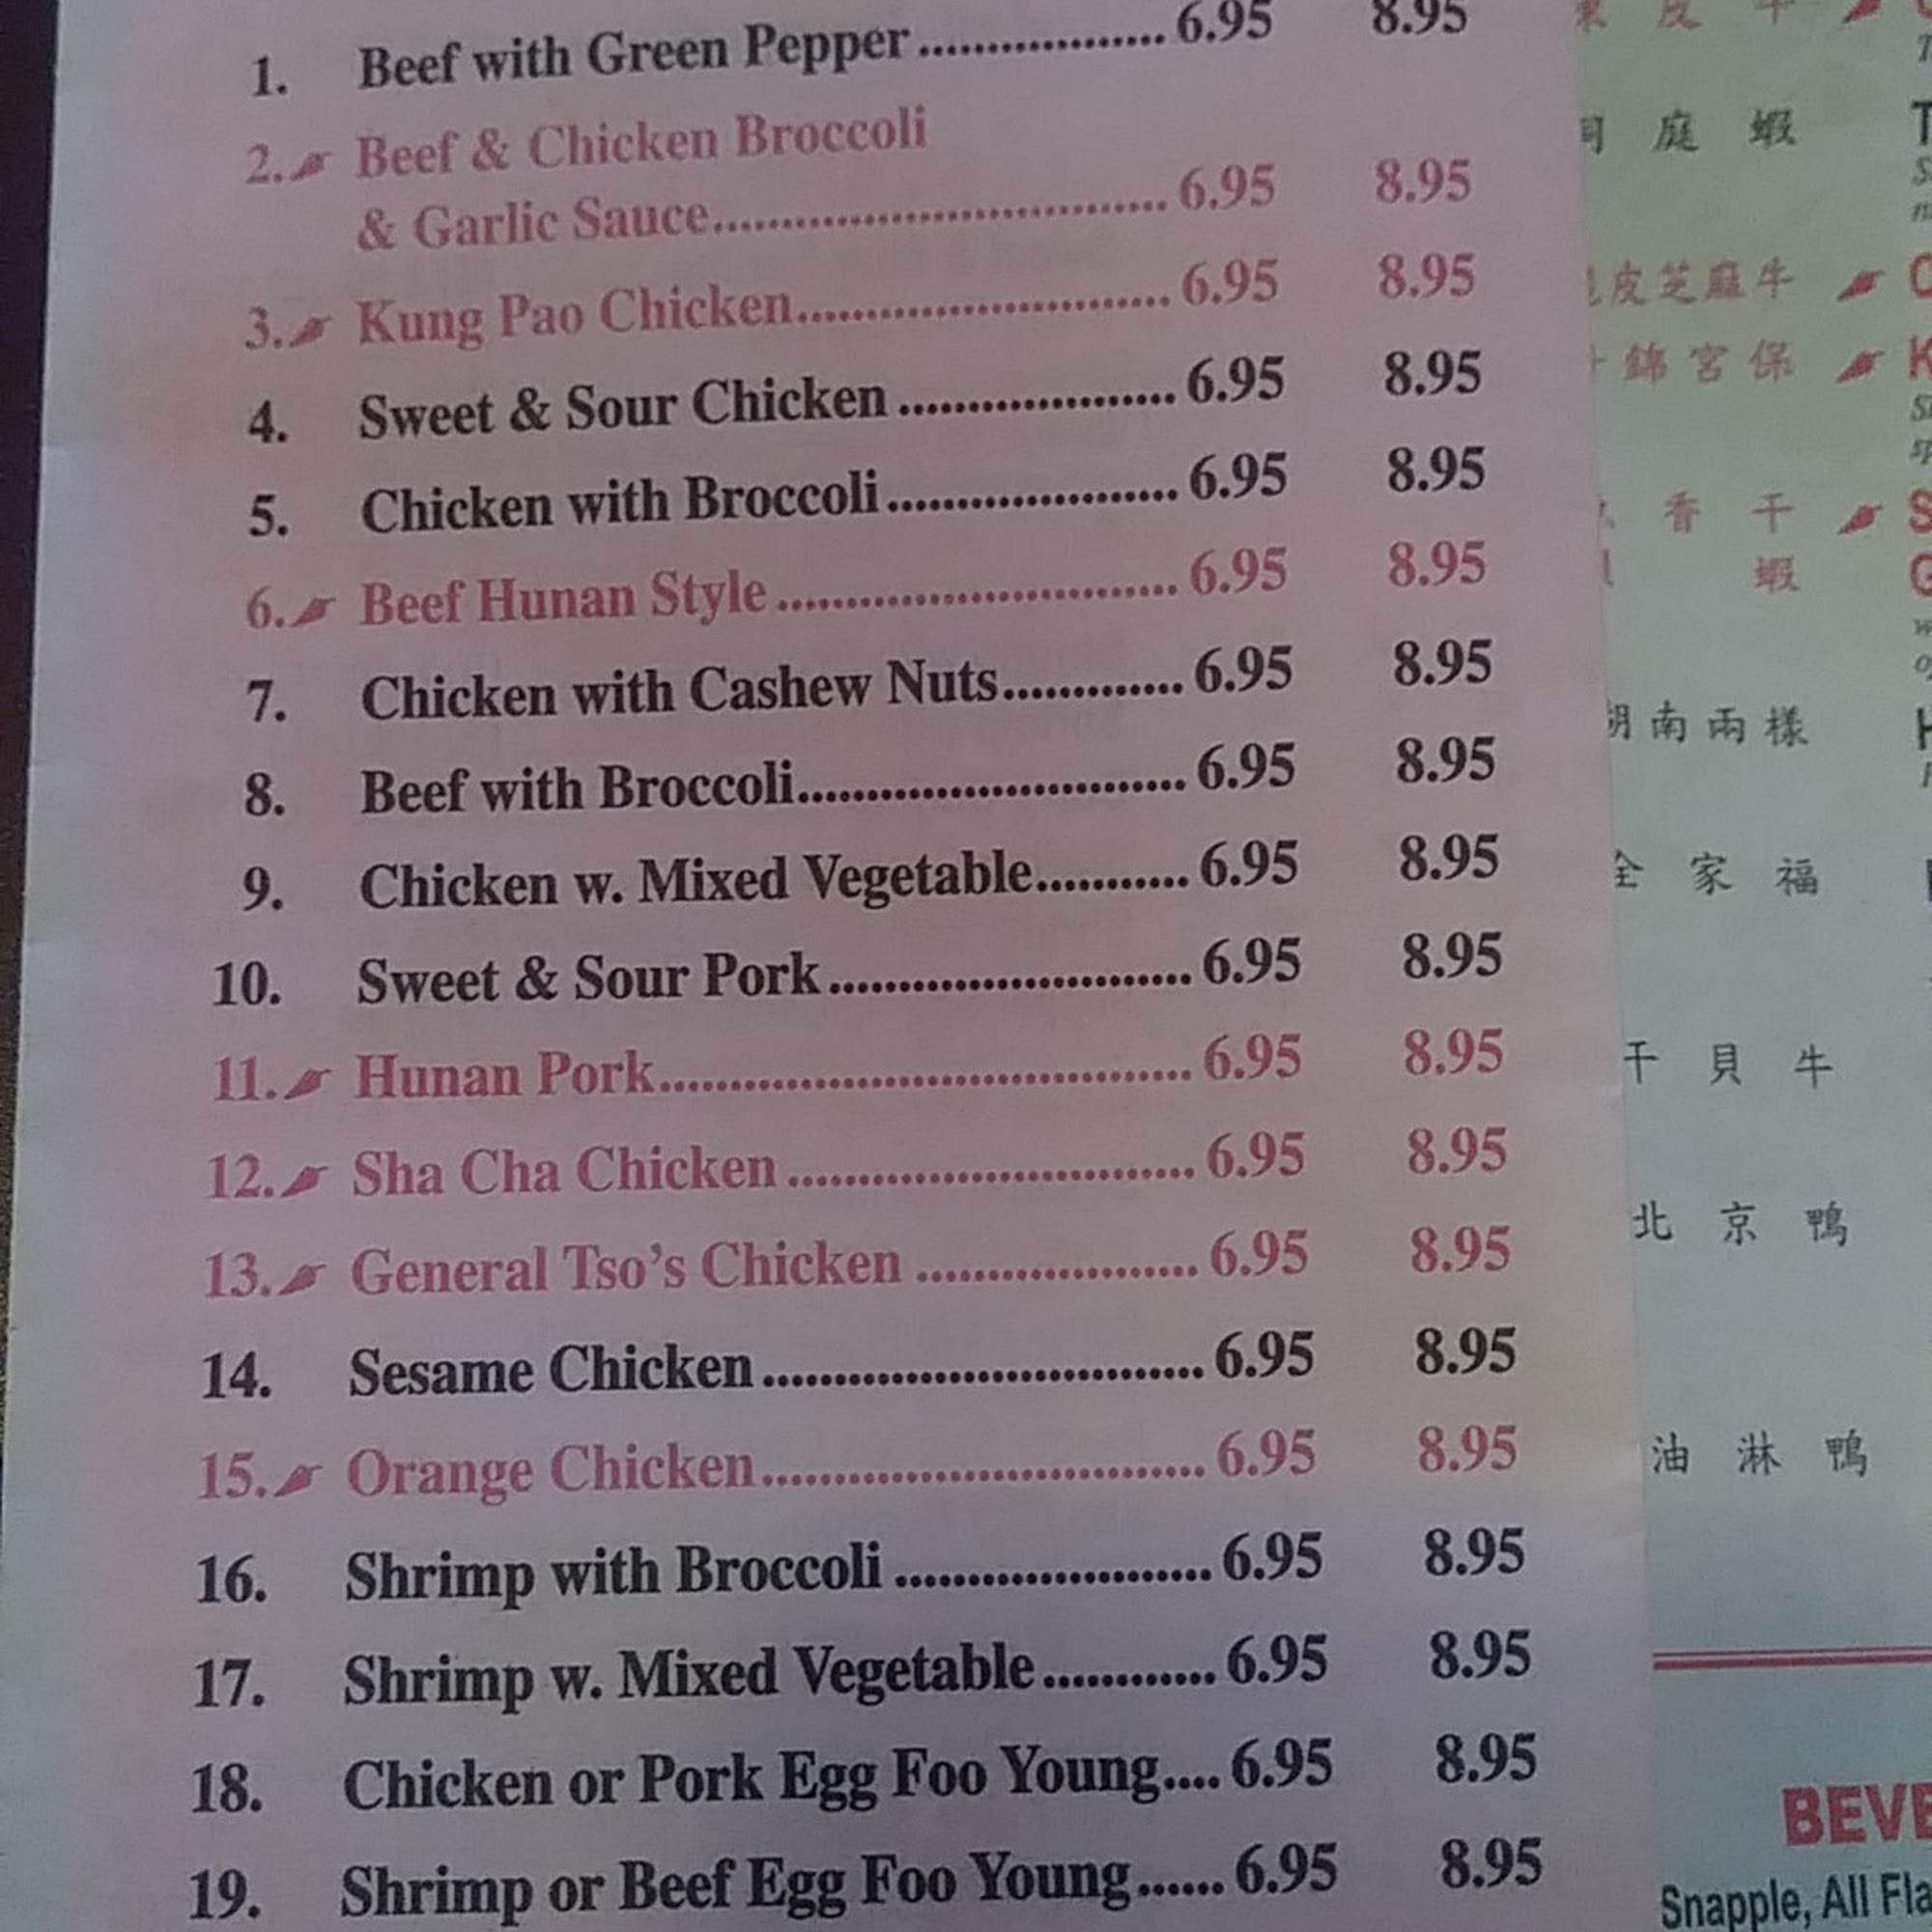 1. Beef with Green Pepper.................. 6.95 8.95
2. Beef & Chicken Broccoli
& Garlic Sauce................................. 6.95 8.95
3. Kung Pao Chicken........................... 6.95 8.95
4. Sweet & Sour Chicken .................... 6.95 8.95
5. Chicken with Broccoli..................... 6.95 8.95
6. Beef Hunan Style ............................. 6.95 8.95
7. Chicken with Cashew Nuts............. 6.95 8.95
8. Beef with Broccoli............................ 6.95 8.95
9. Chicken w. Mixed Vegetable........... 6.95 8.95
10. Sweet & Sour Pork.......................... 6.95 8.95
11. Hunan Pork....................................... 6.95 8.95
12. Sha Cha Chicken ............................. 6.95 8.95
13. General Tso's Chicken .................... 6.95 8.95
14. Sesame Chicken ................................ 6.95 8.95
15. Orange Chicken................................ 6.95 8.95
16. Shrimp with Broccoli ...................... 6.95 8.95
17. Shrimp w. Mixed Vegetable ............ 6.95 8.95
18. Chicken or Pork Egg Foo Young.... 6.95 8.95
19. Shrimp or Beef Egg Foo Young...... 6.95 8.95
皮 牛
庭 蝦
皮芝麻牛
錦宮保
香 干
蝦
南兩樣
全 家 福
干 貝 牛
北 京 鴨
油 淋 鴨
Snapple, All